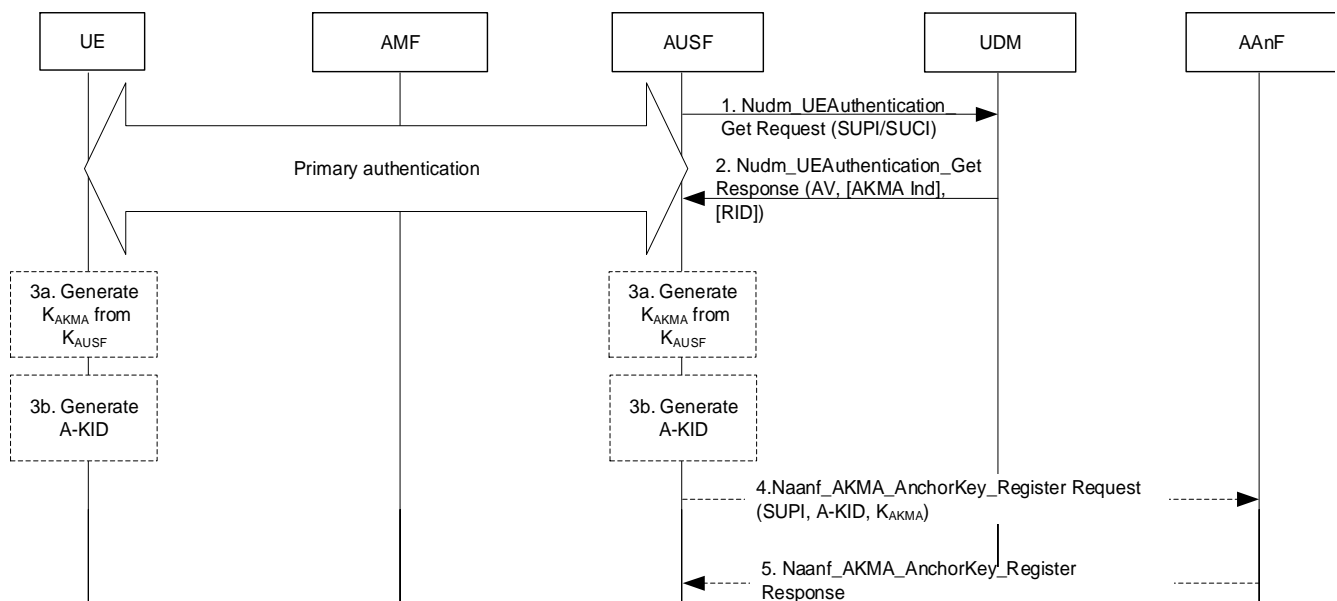 UE
AMF
AUSF
UDM
AAnF
1. Nudm_UEAuthentication_
Get Request (SUPI/SUCI)
Primary authentication
2. Nudm_UEAuthentication_Get
Response (AV, [AKMA Ind],
[RID])
3a. Generate
KAKMA from
KAUSF
3a. Generate
KAKMA from
KAUSF
3b. Generate
A-KID
3b. Generate
A-KID
4.Naanf_AKMA_AnchorKey_Register Request
(SUPI, A-KID, KAKMA)
5. Naanf_AKMA_AnchorKey_Register
Response